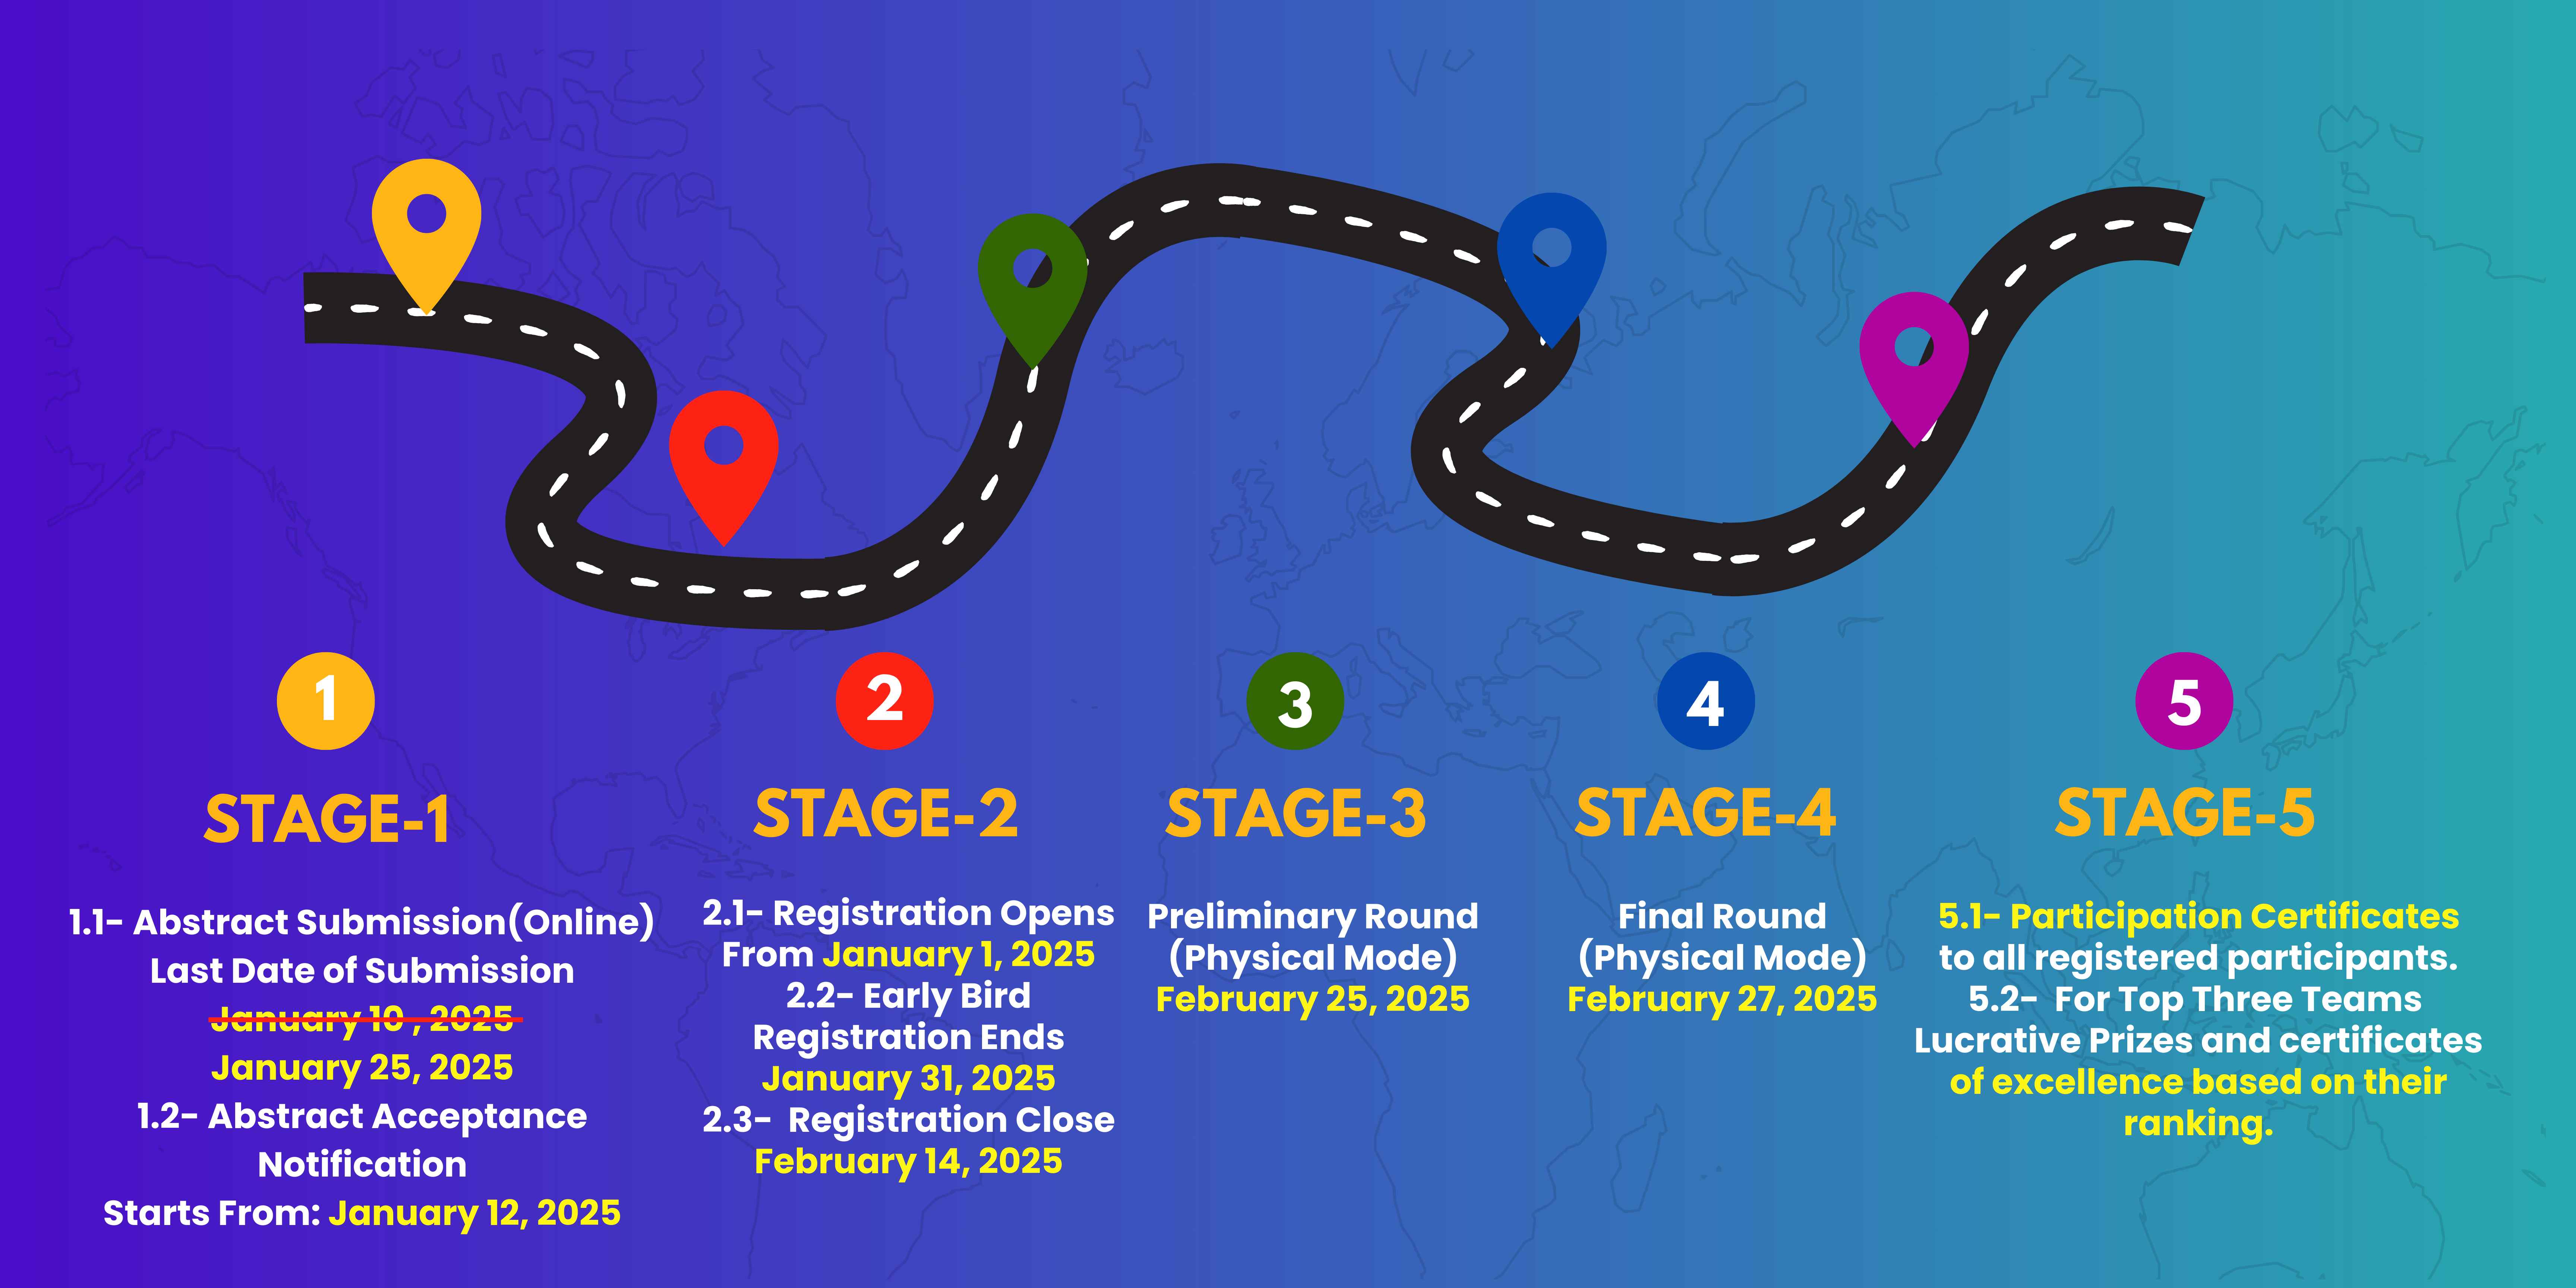 1
STAGE-1
1.1- Abstract Submission(Online)
Last Date of Submission
January 10 , 2025
January 25, 2025
1.2- Abstract Acceptance
Notification
Starts From: January 12, 2025
2
STAGE-2
2.1- Registration Opens
From January 1, 2025
2.2- Early Bird
Registration Ends
January 31, 2025
2.3- Registration Close
February 14, 2025
3
STAGE-3
Preliminary Round
(Physical Mode)
February 25, 2025
4
STAGE-4
Final Round
(Physical Mode)
February 27, 2025
5
STAGE-5
5.1- Participation Certificates
to all registered participants.
5.2- For Top Three Teams
Lucrative Prizes and certificates
of excellence based on their
ranking.